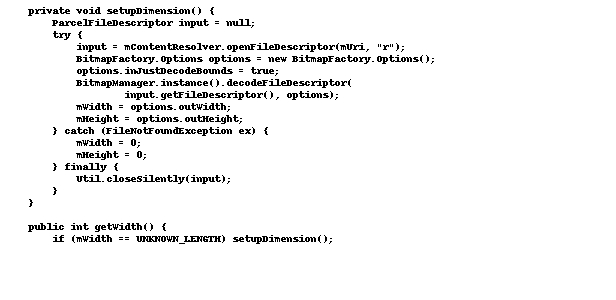 private void setupDimension() {
    ParcelFileDescriptor input = null;
    try {
        input = mContentResolver.openFileDescriptor(mUri, "r");
        BitmapFactory.Options options = new BitmapFactory.Options();
        options.inJustDecodeBounds = true;
        BitmapManager.instance().decodeFileDescriptor(
                input.getFileDescriptor(), options);
        mWidth = options.outWidth;
        mHeight = options.outHeight;
    } catch (FileNotFoundException ex) {
        mWidth = 0;
        mHeight = 0;
    } finally {
        Util.closeSilently(input);
    }
}

public int getWidth() {
    if (mWidth == UNKNOWN_LENGTH) setupDimension();